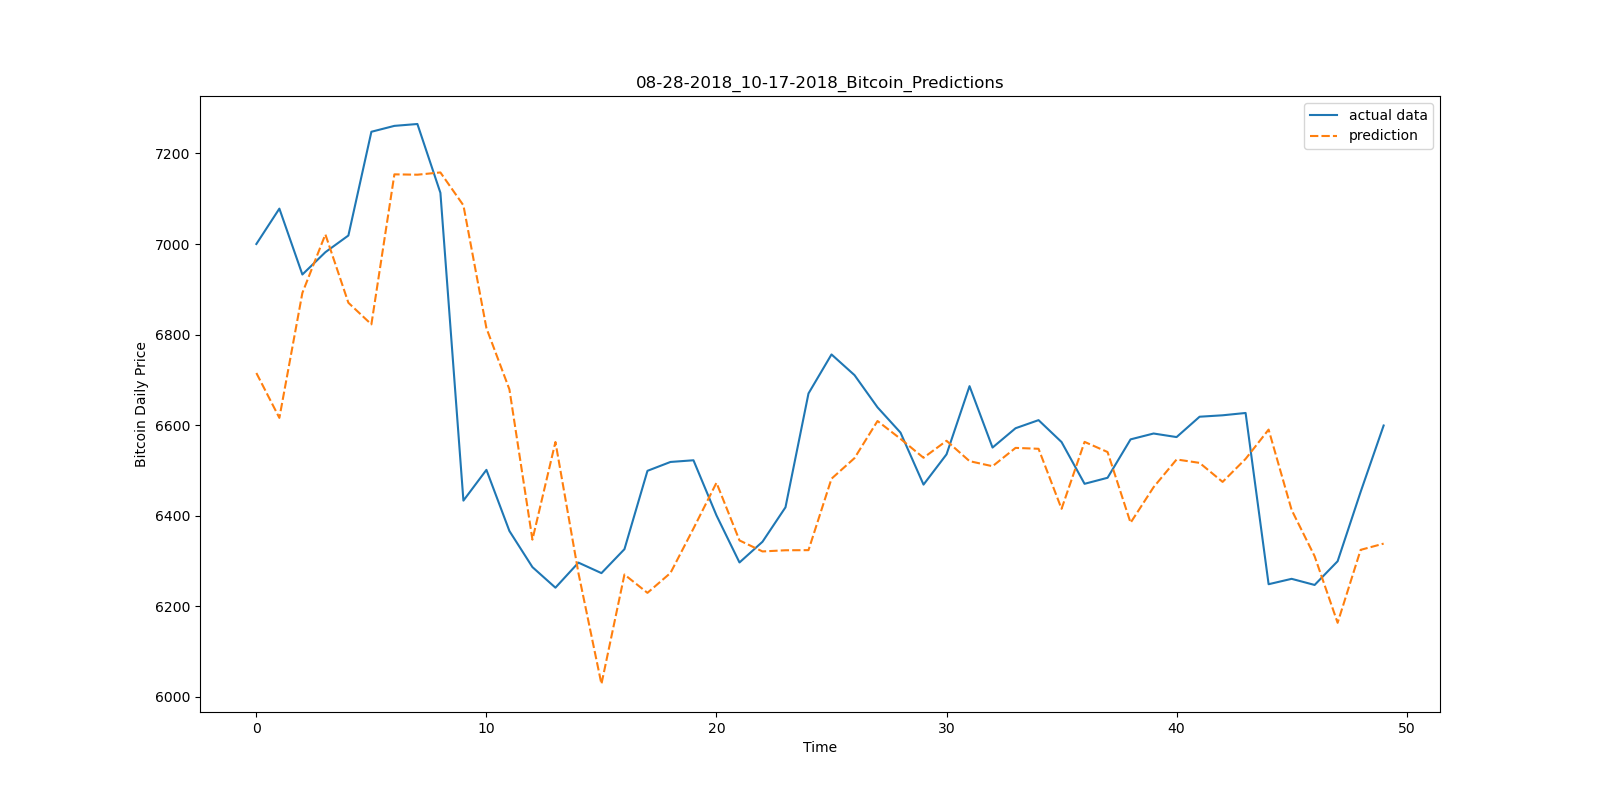 08-28-2018_10-17-2018_Bitcoin_Predictions
actual data
prediction
Bitcoin Daily Price
7200
7000
6800
6600
6400
6200
6000
0 10 20 30 40 50
Time